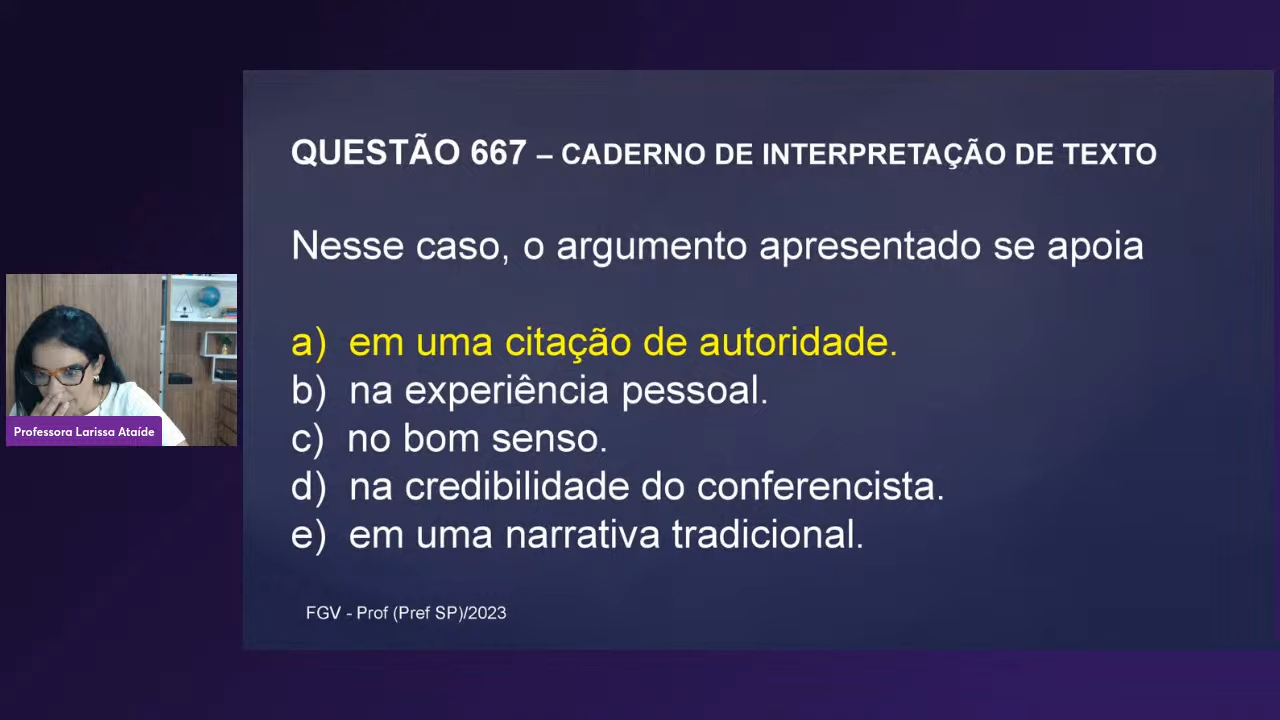 QUESTÃO 667 – CADERNO DE INTERPRETAÇÃO DE TEXTO
Nesse caso, o argumento apresentado se apoia
a) em uma citação de autoridade.
b) na experiência pessoal.
c) no bom senso.
d) na credibilidade do conferencista.
e) em uma narrativa tradicional.
FGV - Prof (Pref SP)/2023
Professora Larissa Ataíde